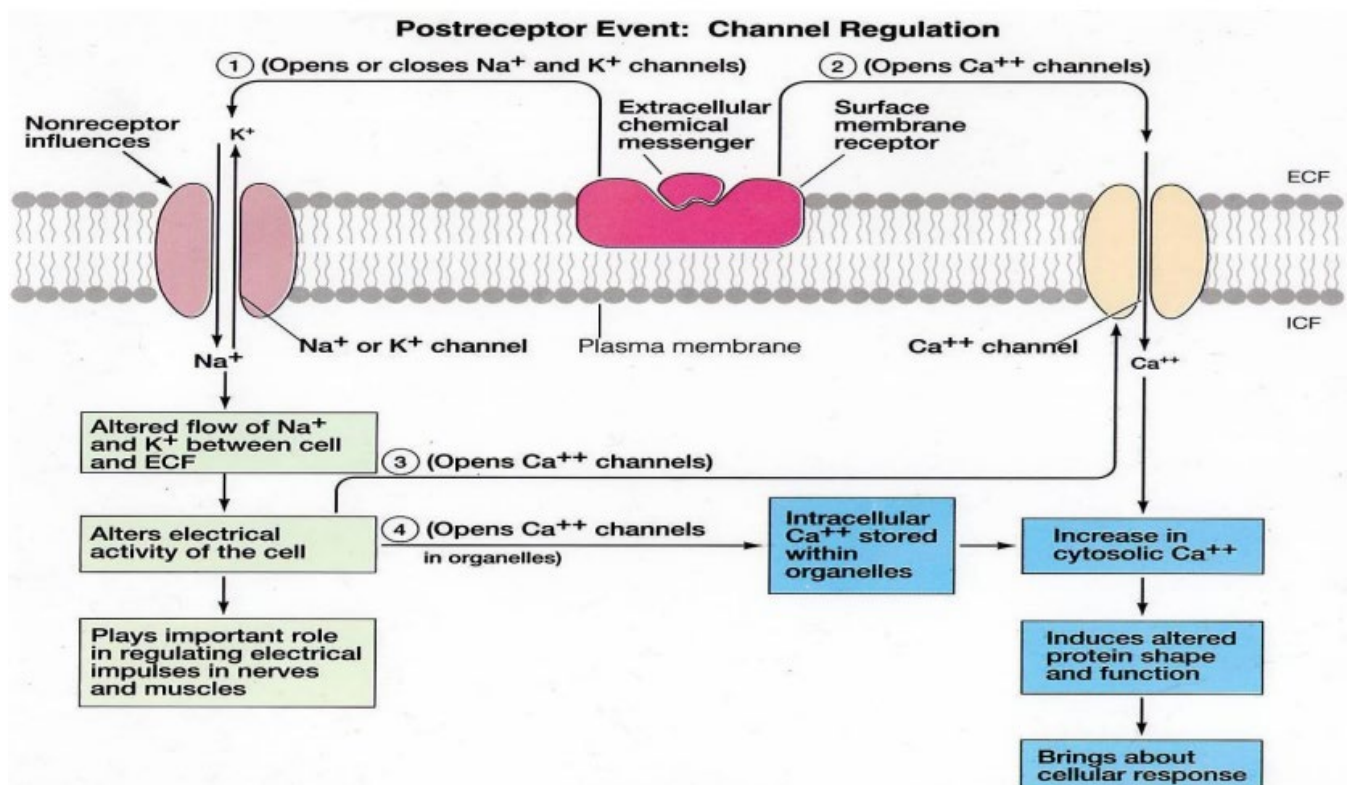 Postreceptor Event: Channel Regulation
1 (Opens or closes Na+ and K+ channels)
2 (Opens Ca++ channels)
Nonreceptor
influences
K+
Extracellular
chemical
messenger
Surface
membrane
receptor
ECF
ICF
Na+
Na+ or K+ channel
Plasma membrane
Ca++ channel
Ca++
Altered flow of Na+
and K+ between cell
and ECF
3 (Opens Ca++ channels)
Alters electrical
activity of the cell
4 (Opens Ca++ channels
in organelles)
Intracellular
Ca++ stored
within
organelles
Increase in
cytosolic Ca++
Plays important role
in regulating electrical
impulses in nerves
and muscles
Induces altered
protein shape
and function
Brings about
cellular response